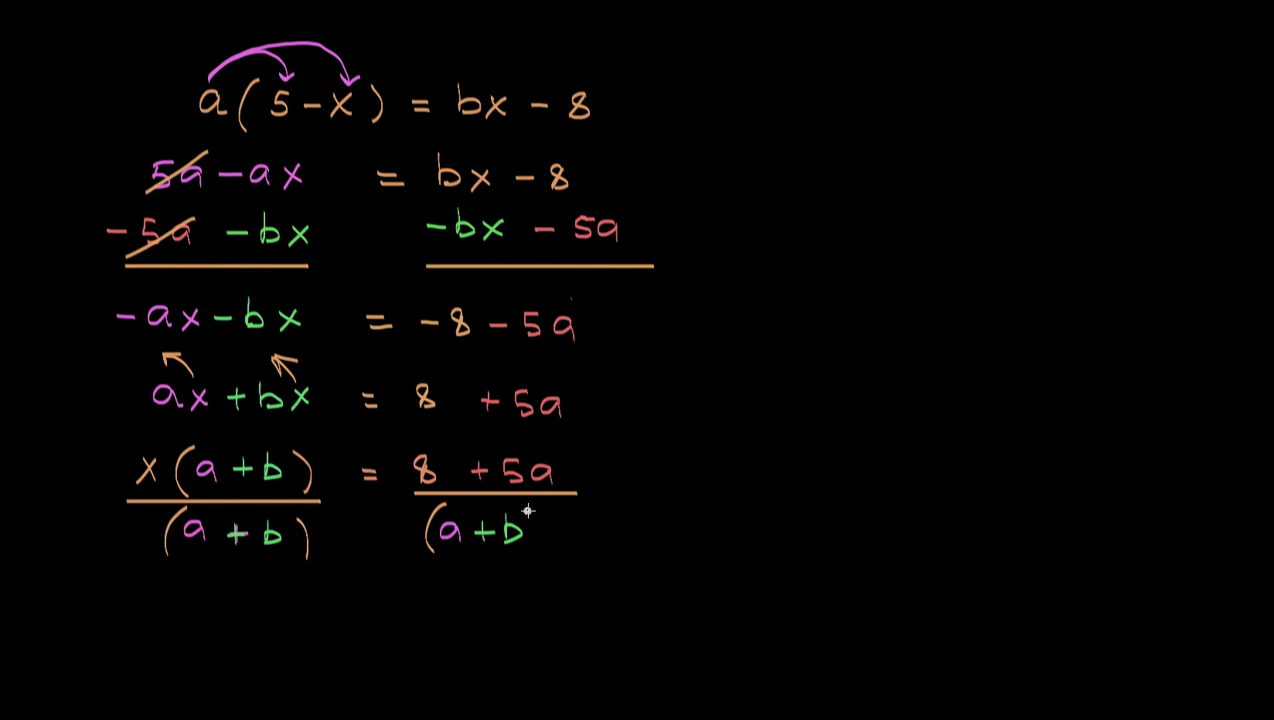 a(5-x) = bx - 8
5a - ax = bx - 8
-5a - bx -bx - 5a
-ax - bx = -8 - 5a
ax + bx = 8 + 5a
x(a+b) = 8 + 5a
(a+b) (a+b